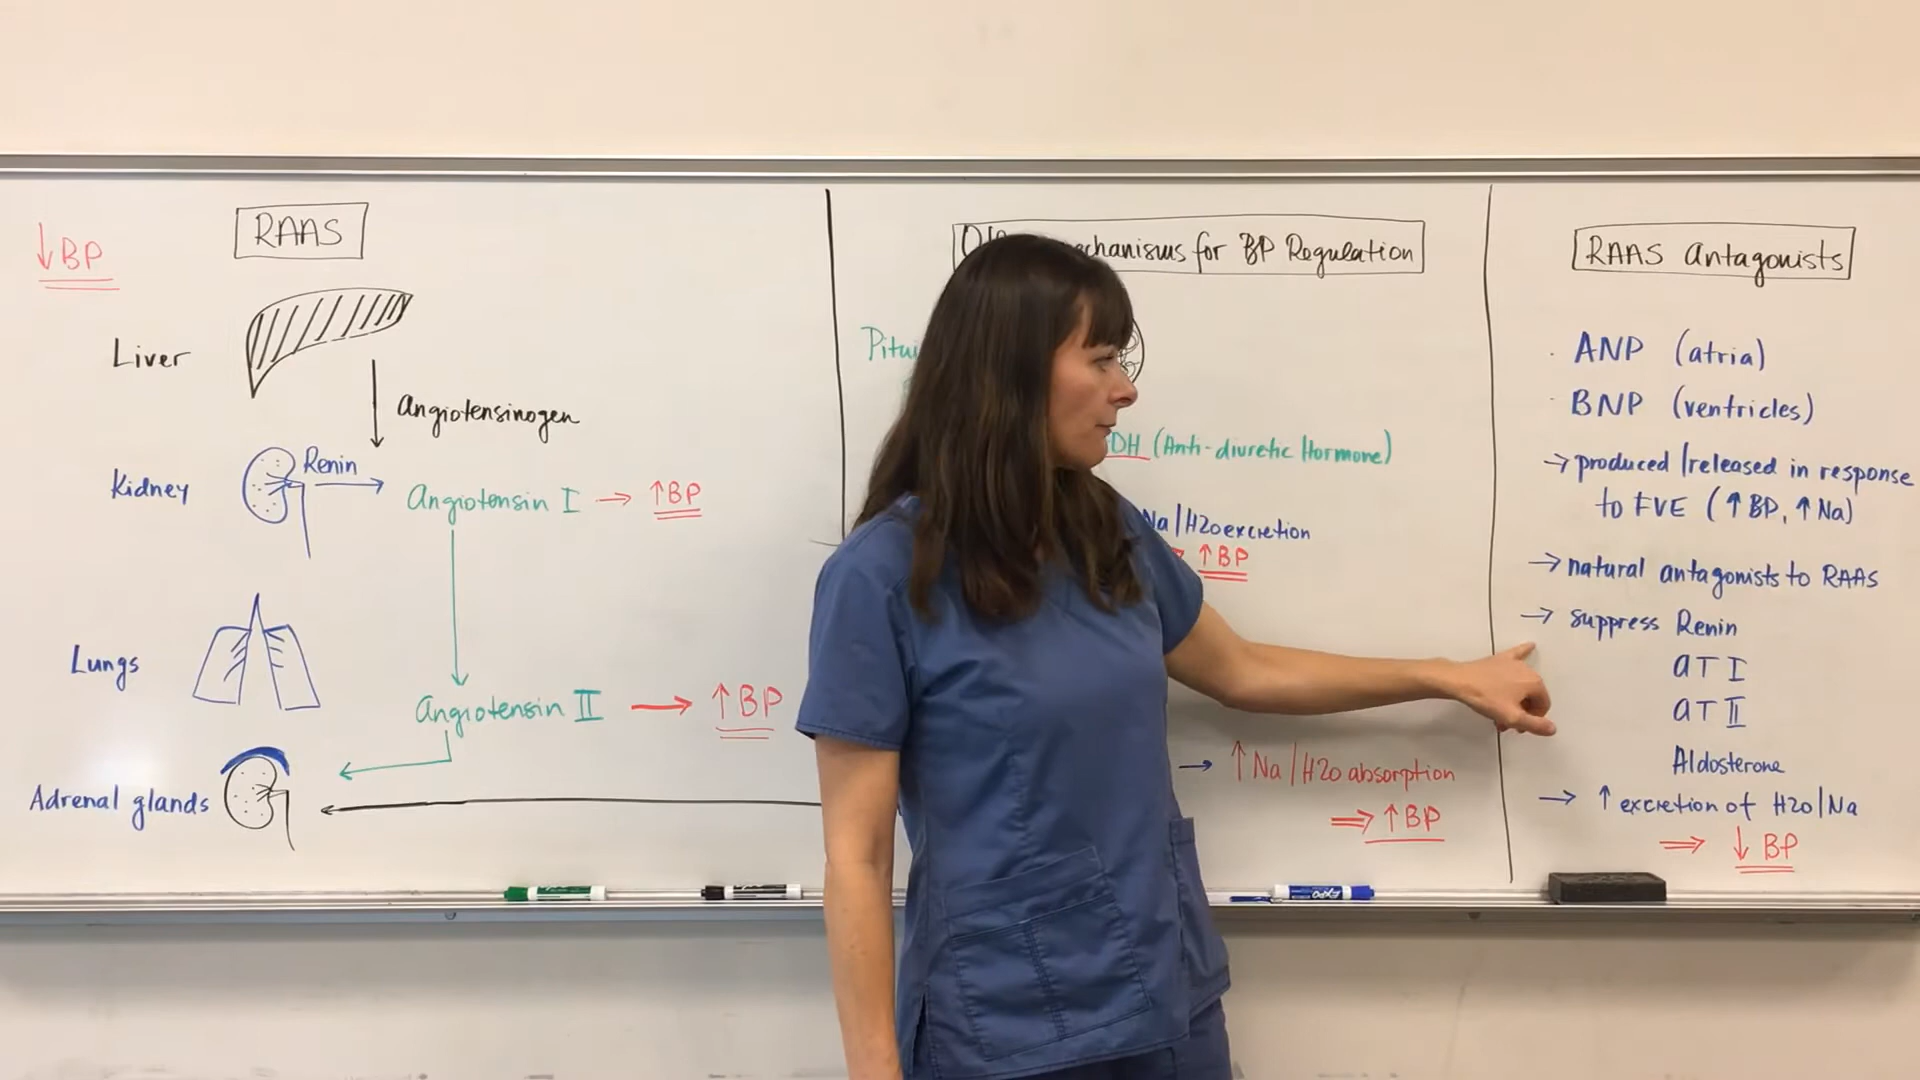 RAAS
↓BP
Liver
Angiotensinogen
Kidney
Renin
Angiotensin I → ↑BP
Lungs
Angiotensin II → ↑BP
Adrenal glands
for BP Regulation
(Anti-diuretic Hormone)
Na/H2O excretion
↑BP
→ ↑Na/H2O absorption
⇒ ↑BP
EXPO
RAAS Antagonists
· ANP (atria)
· BNP (ventricles)
→ produced/released in response
to FVE (↑BP, ↑Na)
→ natural antagonists to RAAS
→ suppress Renin
aT I
aT II
Aldosterone
→ ↑ excretion of H2O/Na
⇒ ↓ BP